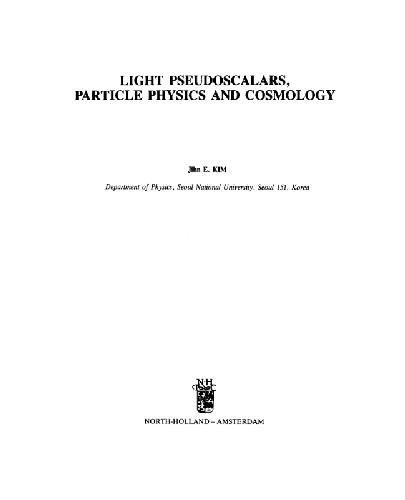 LIGHT PSEUDOSCALARS,
PARTICLE PHYSICS AND COSMOLOGY
Jihn E. KIM
Department of Physics, Seoul National University, Seoul 151, Korea
N H
NORTH-HOLLAND – AMSTERDAM